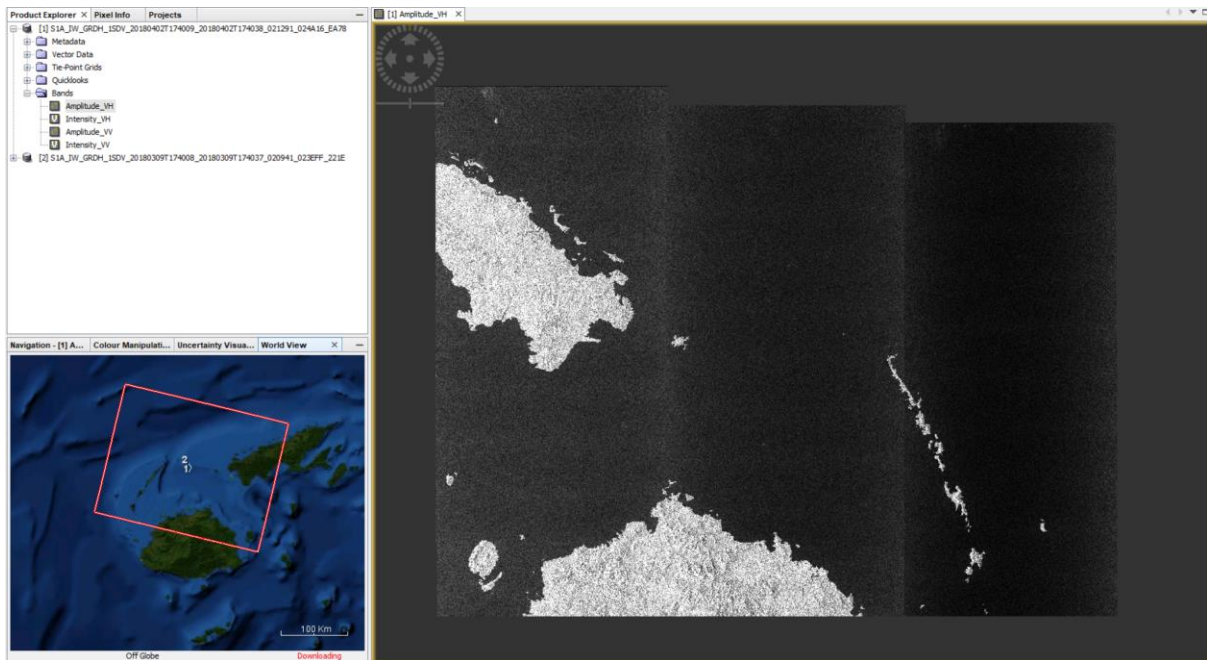 Product Explorer × Pixel Info Projects
[1] S1A_IW_GRDH_1SDV_20180402T174009_20180402T174038_021291_024A16_EA78
Metadata
Vector Data
Tie-Point Grids
Quicklooks
Bands
Amplitude_VH
Intensity_VH
Amplitude_VV
Intensity_VV
[2] S1A_IW_GRDH_1SDV_20180309T174008_20180309T174037_020941_023EFF_221E
Navigation - [1] A... Colour Manipulati... Uncertainty Visua... World View ×
2
1
100 Km
Off Globe Downloading
[1] Amplitude_VH ×